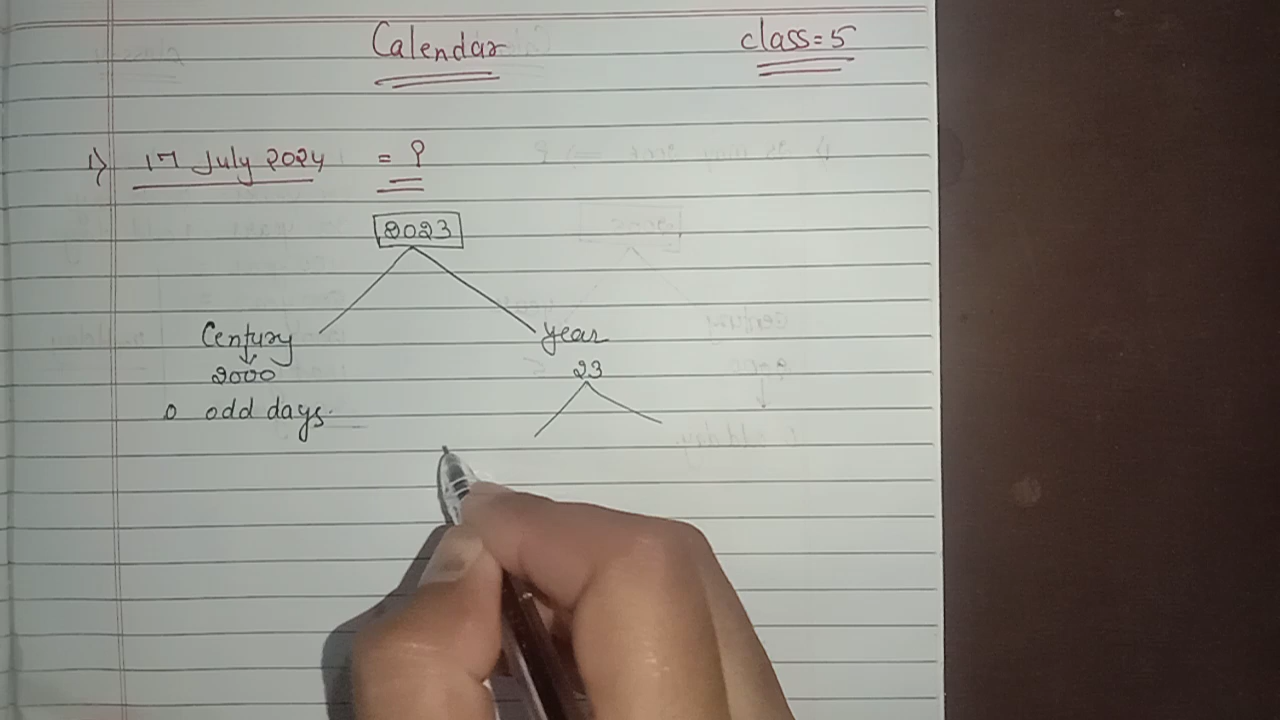 Calendar class=5
1) 17 July 2024 = ?
2023
Century year
2000 23
0 odd days.